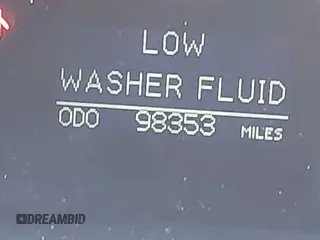 LOW
WASHER FLUID
ODO 98353 MILES
DREAMBID